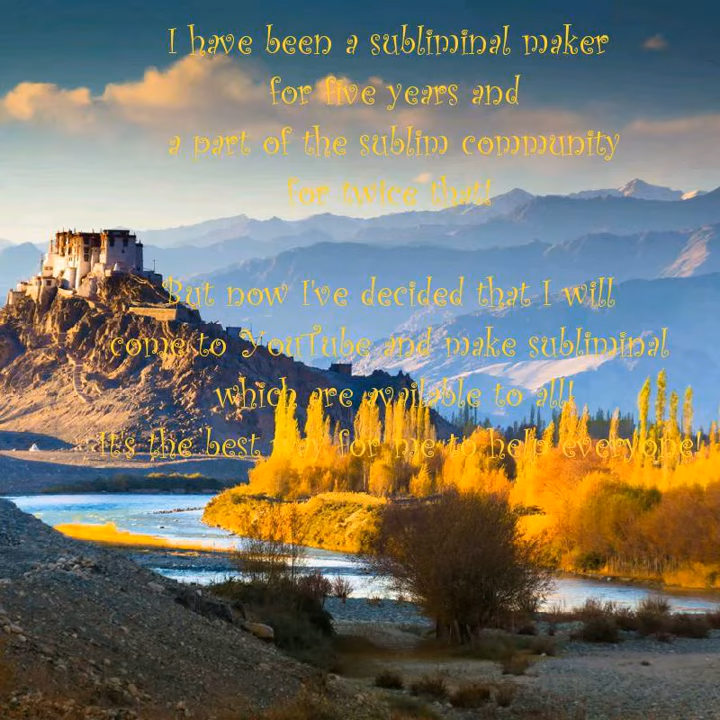 I have been a subliminal maker
for five years and
a part of the sublim community
for twice that!
But now I've decided that I will
come to YouTube and make subliminal
which are available to all!
It's the best way for me to help everyone!